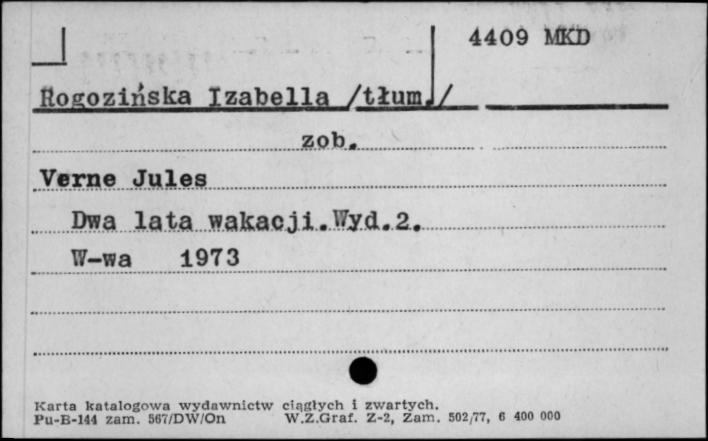 4409 MKD
Rogozińska Izabella /tłum./
zob.
Verne Jules
Dwa lata wakacji.Wyd.2.
W-wa 1973
Karta katalogowa wydawnictw ciągłych i zwartych.
Pu-B-144 zam. 567/DW/On W.Z.Graf. Z-2, Zam. 502/77, 6 400 000